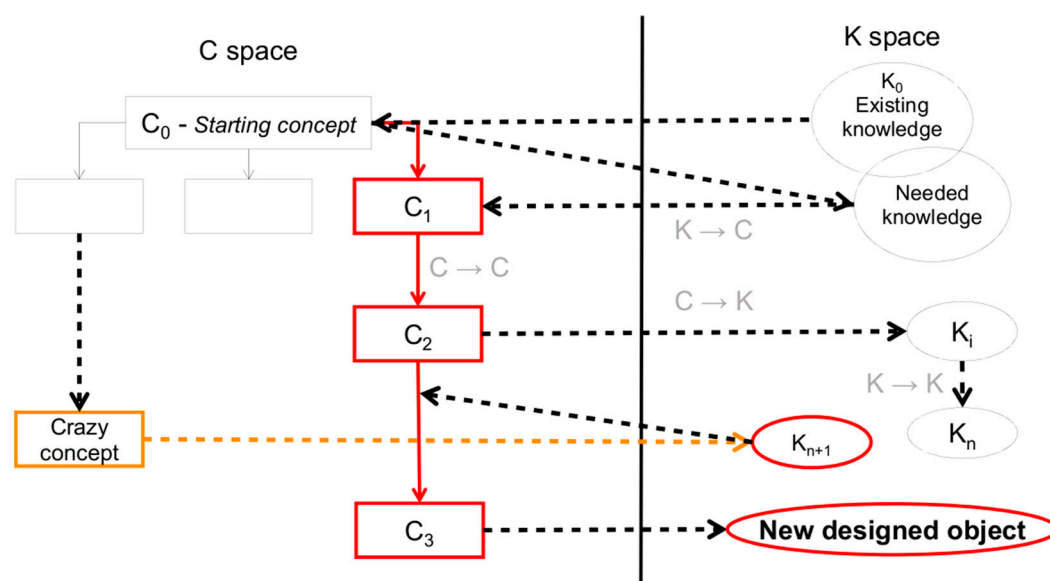 C space
K space
C₀ - Starting concept
K₀
Existing
knowledge
Needed
knowledge
C₁
K → C
C → C
C → K
C₂
Kᵢ
K → K
Crazy
concept
Kₙ₊₁
Kₙ
C₃
New designed object